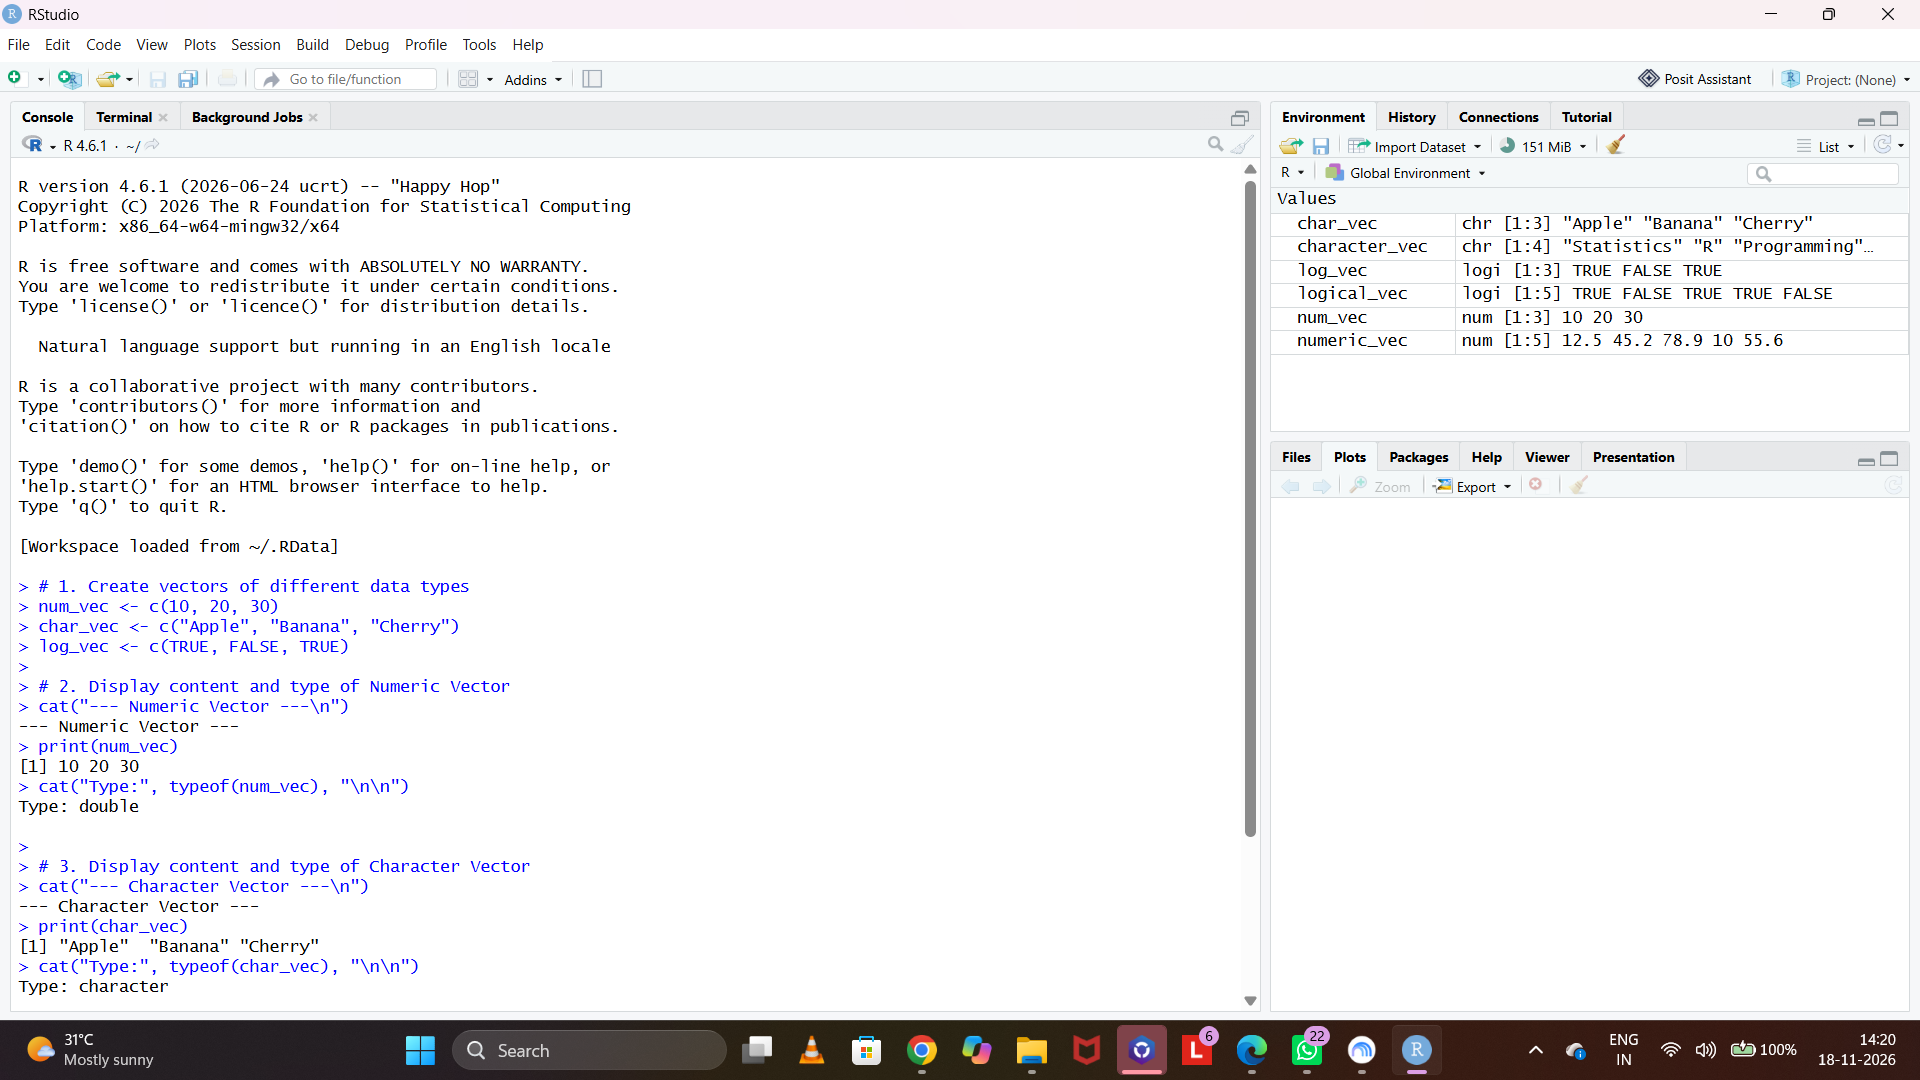 RStudio
File Edit Code View Plots Session Build Debug Profile Tools Help
Go to file/function
Addins
Posit Assistant
Project: (None)
Console Terminal Background Jobs
R 4.6.1 · ~/
R version 4.6.1 (2026-06-24 ucrt) -- "Happy Hop"
Copyright (C) 2026 The R Foundation for Statistical Computing
Platform: x86_64-w64-mingw32/x64
R is free software and comes with ABSOLUTELY NO WARRANTY.
You are welcome to redistribute it under certain conditions.
Type 'license()' or 'licence()' for distribution details.
Natural language support but running in an English locale
R is a collaborative project with many contributors.
Type 'contributors()' for more information and
'citation()' on how to cite R or R packages in publications.
Type 'demo()' for some demos, 'help()' for on-line help, or
'help.start()' for an HTML browser interface to help.
Type 'q()' to quit R.
[Workspace loaded from ~/.RData]
> # 1. Create vectors of different data types
> num_vec <- c(10, 20, 30)
> char_vec <- c("Apple", "Banana", "Cherry")
> log_vec <- c(TRUE, FALSE, TRUE)
>
> # 2. Display content and type of Numeric Vector
> cat("--- Numeric Vector ---\n")
--- Numeric Vector ---
> print(num_vec)
[1] 10 20 30
> cat("Type:", typeof(num_vec), "\n\n")
Type: double
>
> # 3. Display content and type of Character Vector
> cat("--- Character Vector ---\n")
--- Character Vector ---
> print(char_vec)
[1] "Apple"  "Banana" "Cherry"
> cat("Type:", typeof(char_vec), "\n\n")
Type: character
Environment History Connections Tutorial
Import Dataset 151 MiB List
R Global Environment
Values
char_vec chr [1:3] "Apple" "Banana" "Cherry"
character_vec chr [1:4] "Statistics" "R" "Programming"…
log_vec logi [1:3] TRUE FALSE TRUE
logical_vec logi [1:5] TRUE FALSE TRUE TRUE FALSE
num_vec num [1:3] 10 20 30
numeric_vec num [1:5] 12.5 45.2 78.9 10 55.6
Files Plots Packages Help Viewer Presentation
Zoom Export
31°C
Mostly sunny
Search
6
22
ENG
IN
100%
14:20
18-11-2026